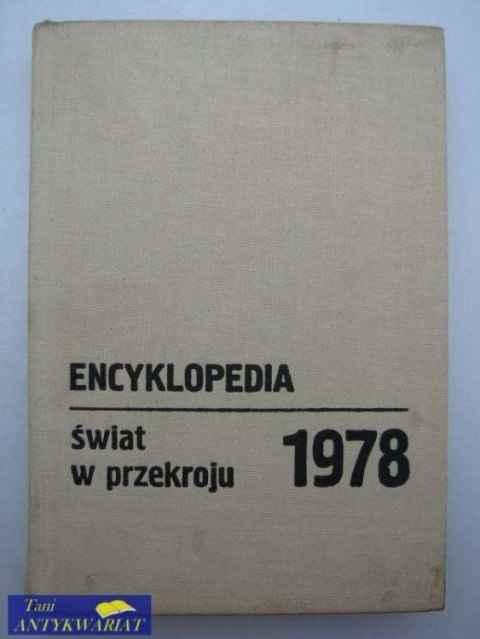 ENCYKLOPEDIA
świat
w przekroju
1978
Tani
ANTYKWARIAT